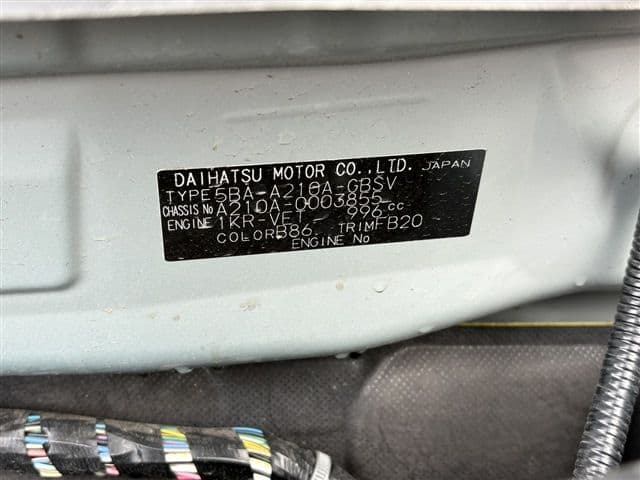 DAIHATSU MOTOR CO.,LTD. JAPAN
TYPE 5BA-A210A-GBSV
CHASSIS No A210A-0003855
ENGINE 1KR-VET 996 cc
COLOR B86 TRIM FB20
ENGINE No